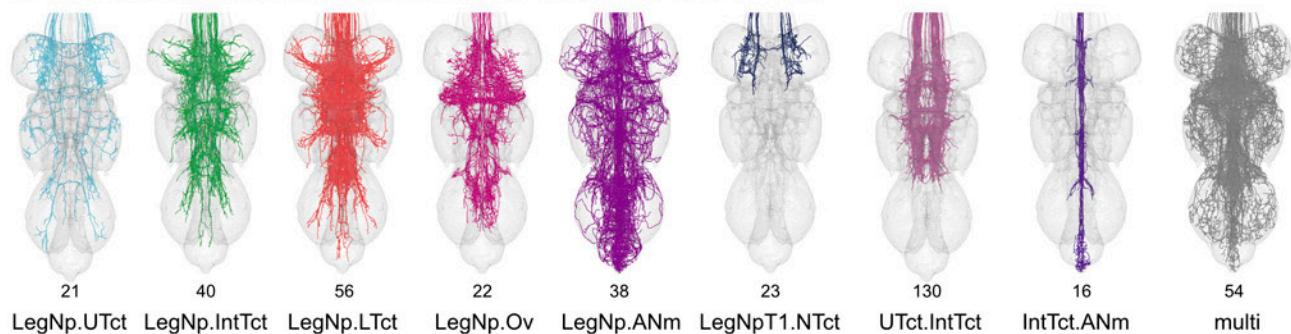 21 40 56 22 38 23 130 16 54
LegNp.UTct LegNp.IntTct LegNp.LTct LegNp.Ov LegNp.ANm LegNpT1.NTct UTct.IntTct IntTct.ANm multi